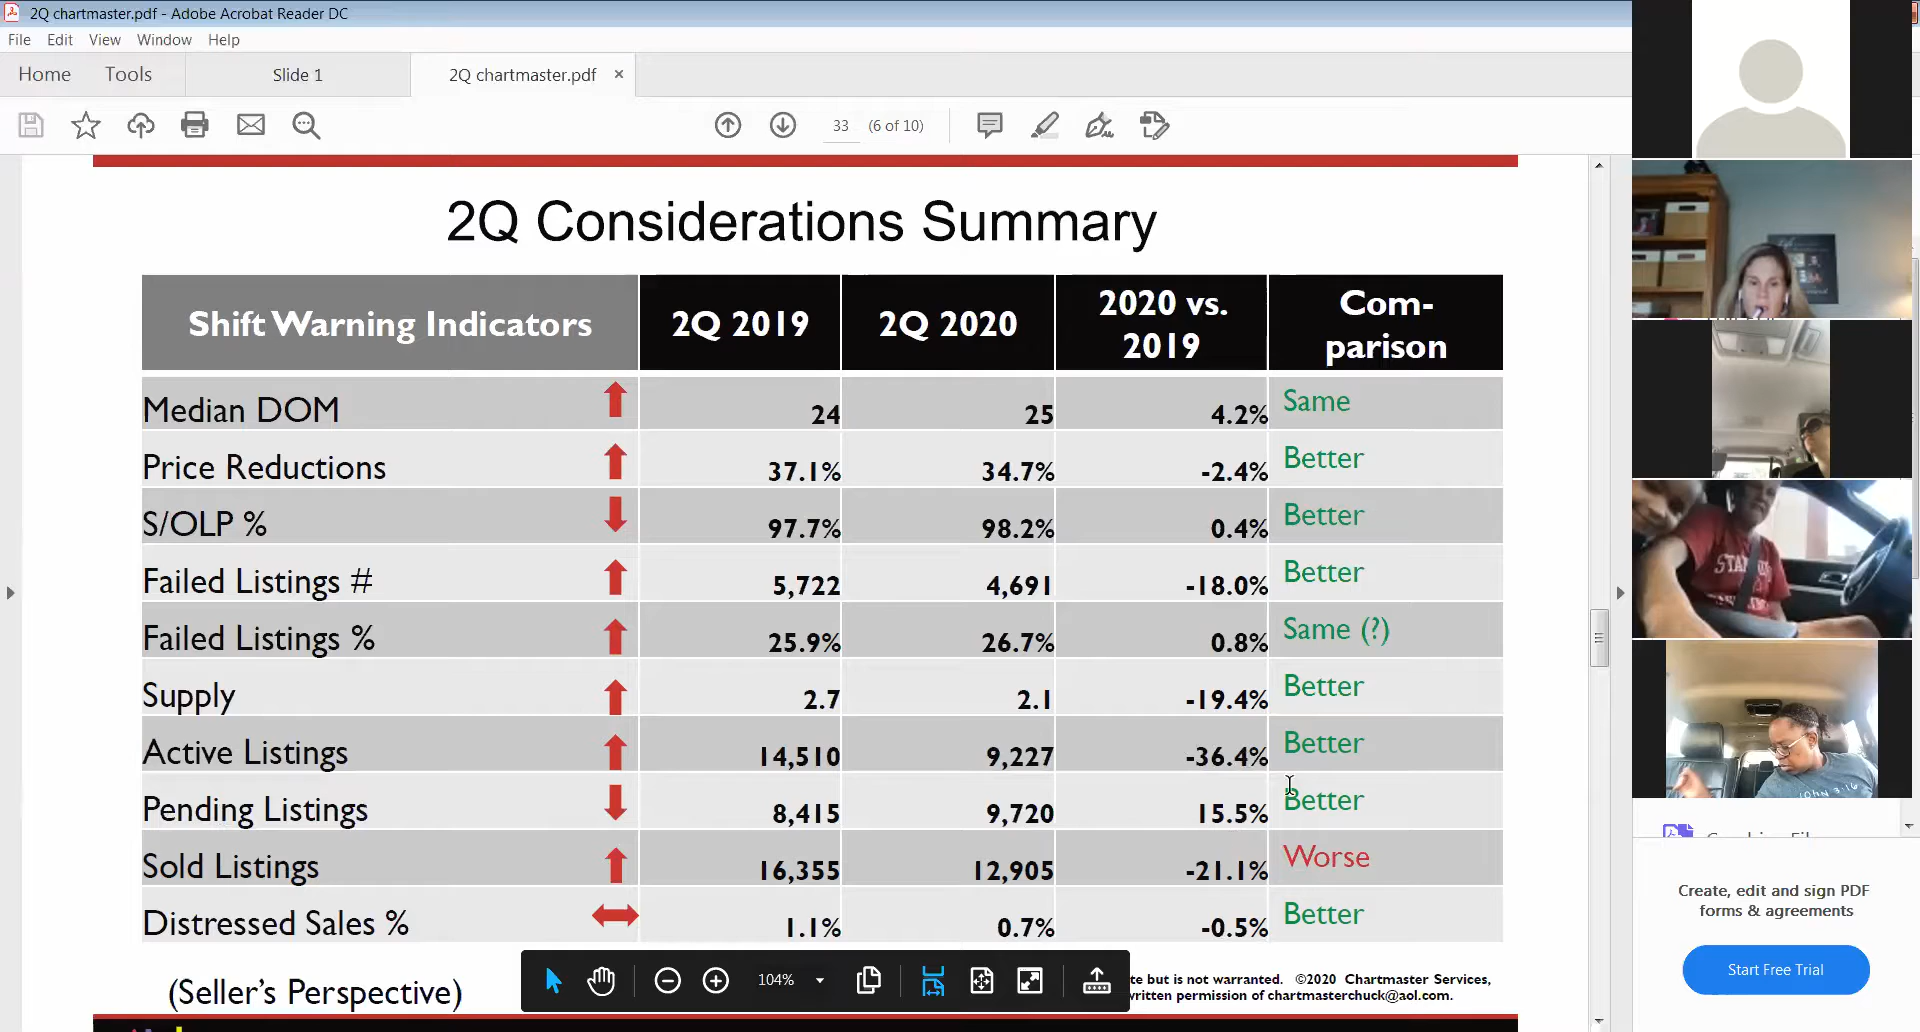 2Q chartmaster.pdf - Adobe Acrobat Reader DC
File Edit View Window Help
Home Tools Slide 1 2Q chartmaster.pdf ×
33 (6 of 10)
2Q Considerations Summary
Shift Warning Indicators 2Q 2019 2Q 2020 2020 vs. 2019 Com-parison
Median DOM 24 25 4.2% Same
Price Reductions 37.1% 34.7% -2.4% Better
S/OLP % 97.7% 98.2% 0.4% Better
Failed Listings # 5,722 4,691 -18.0% Better
Failed Listings % 25.9% 26.7% 0.8% Same (?)
Supply 2.7 2.1 -19.4% Better
Active Listings 14,510 9,227 -36.4% Better
Pending Listings 8,415 9,720 15.5% Better
Sold Listings 16,355 12,905 -21.1% Worse
Distressed Sales % 1.1% 0.7% -0.5% Better
(Seller's Perspective)
104%
but is not warranted. ©2020 Chartmaster Services,
written permission of chartmasterchuck@aol.com.
John 3:16
Create, edit and sign PDF
forms & agreements
Start Free Trial